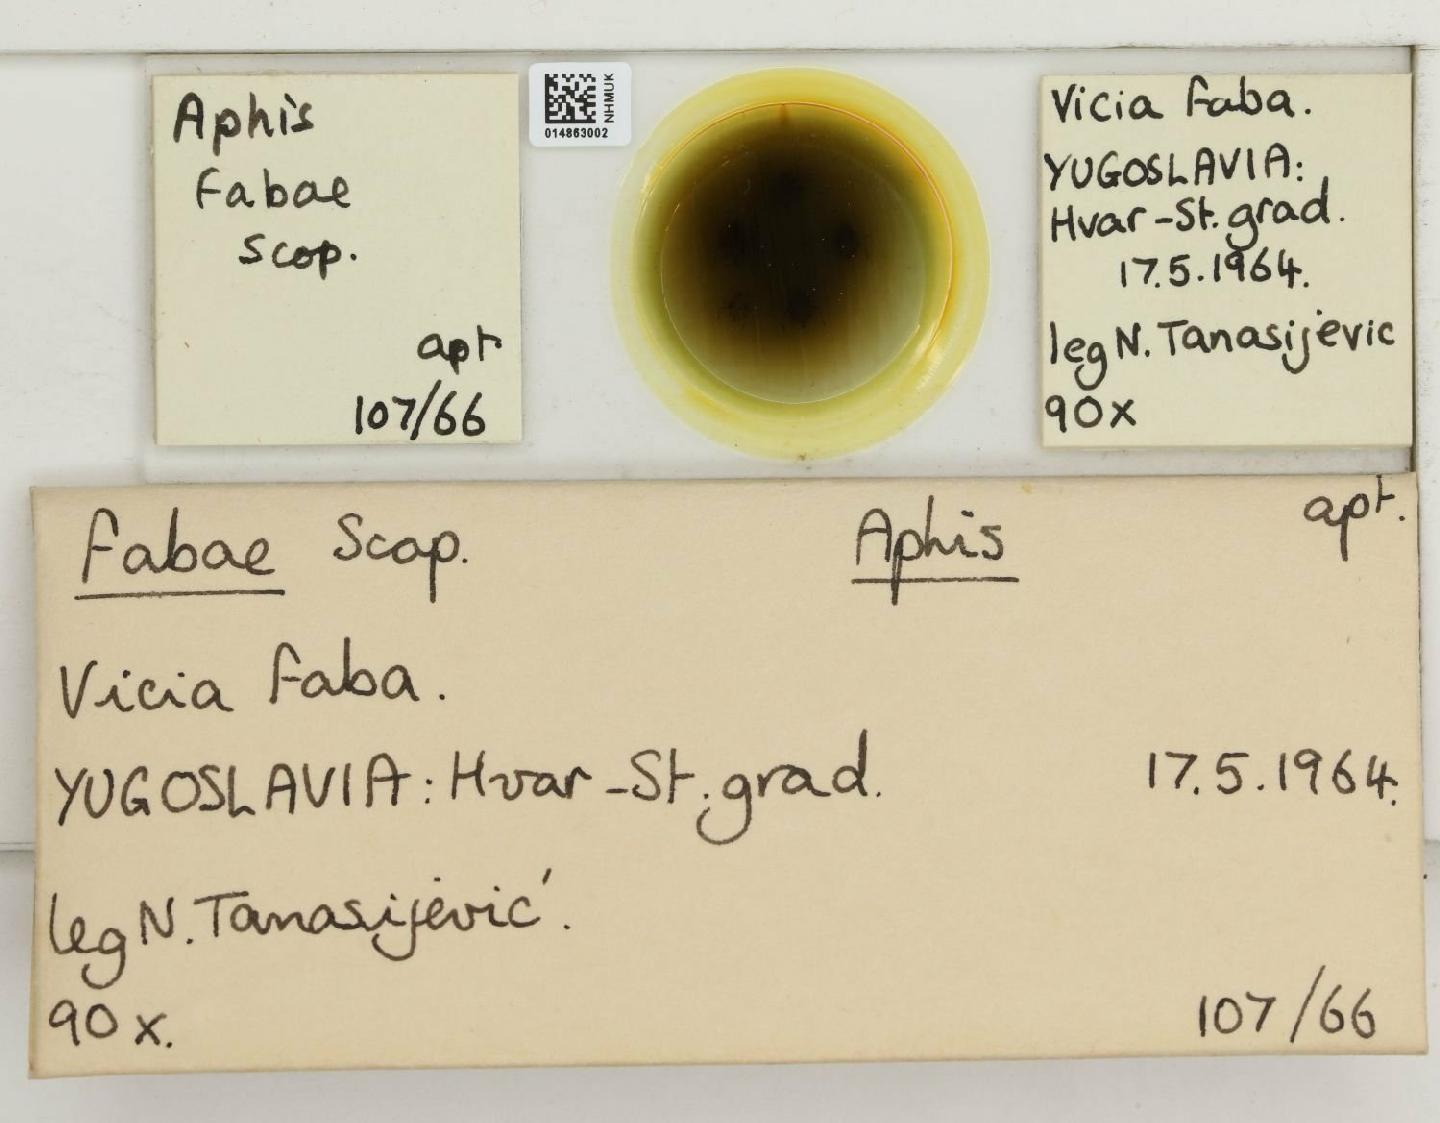 Aphis
fabae
Scop.
apt
107/66
NHMUK
014863002
Vicia faba.
YUGOSLAVIA:
Hvar-St.grad.
17.5.1964.
leg N. Tanasijevic
90x
fabae Scop. Aphis apt.
Vicia faba.
YUGOSLAVIA: Hvar-St.grad. 17.5.1964.
leg N. Tanasijević.
90x.
107/66